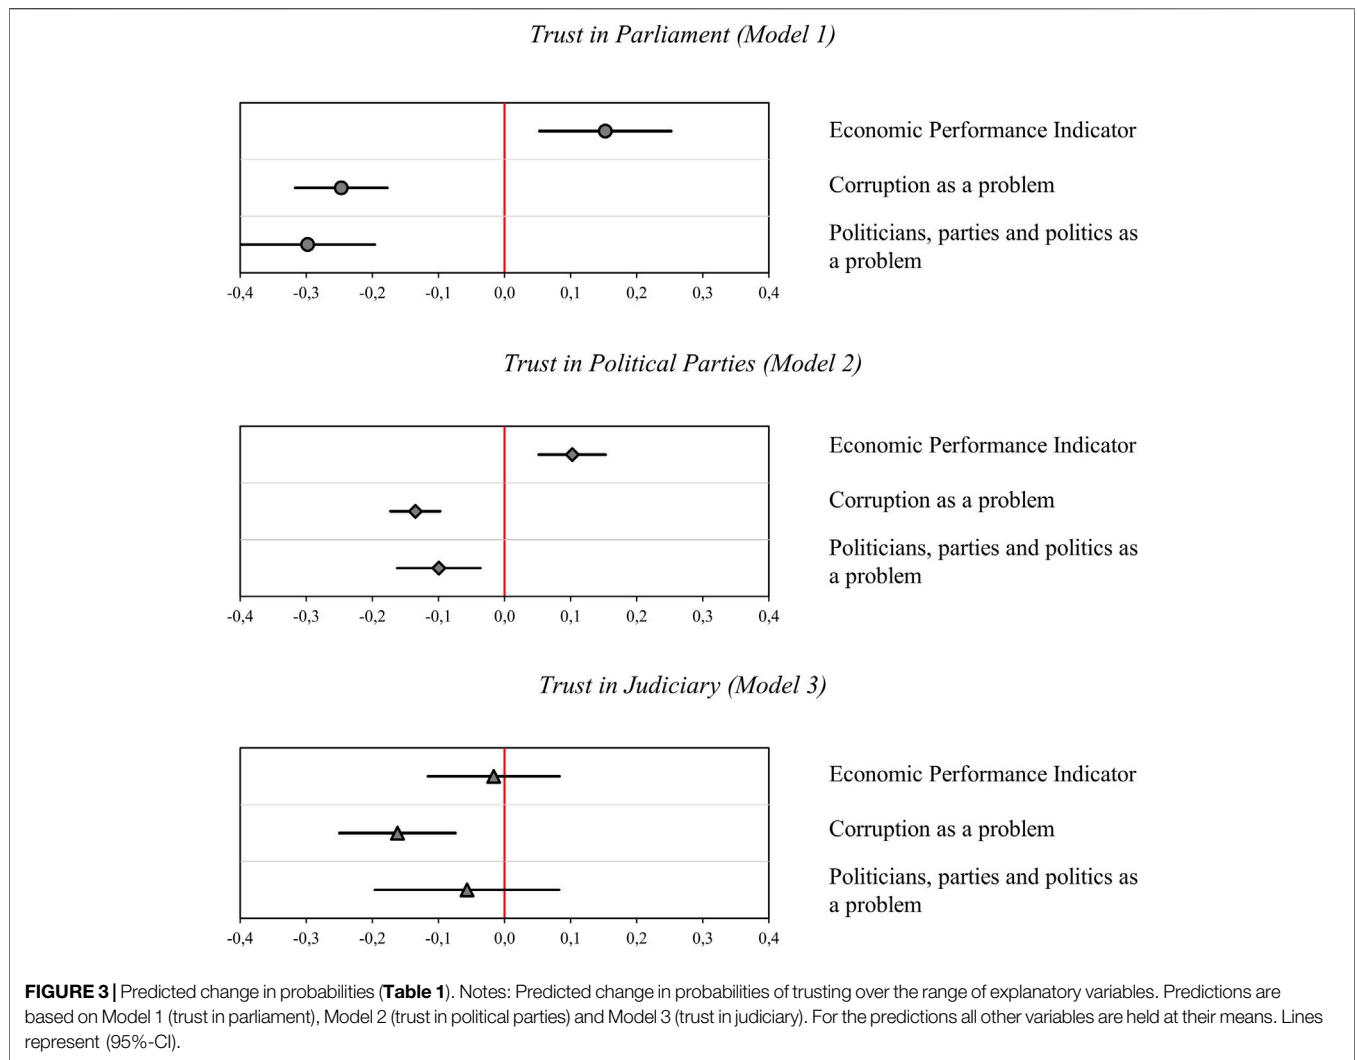 Trust in Parliament (Model 1)
Economic Performance Indicator
Corruption as a problem
Politicians, parties and politics as
a problem
-0,4 -0,3 -0,2 -0,1 0,0 0,1 0,2 0,3 0,4
Trust in Political Parties (Model 2)
Economic Performance Indicator
Corruption as a problem
Politicians, parties and politics as
a problem
-0,4 -0,3 -0,2 -0,1 0,0 0,1 0,2 0,3 0,4
Trust in Judiciary (Model 3)
Economic Performance Indicator
Corruption as a problem
Politicians, parties and politics as
a problem
-0,4 -0,3 -0,2 -0,1 0,0 0,1 0,2 0,3 0,4
FIGURE 3 | Predicted change in probabilities (Table 1). Notes: Predicted change in probabilities of trusting over the range of explanatory variables. Predictions are
based on Model 1 (trust in parliament), Model 2 (trust in political parties) and Model 3 (trust in judiciary). For the predictions all other variables are held at their means. Lines
represent (95%-CI).